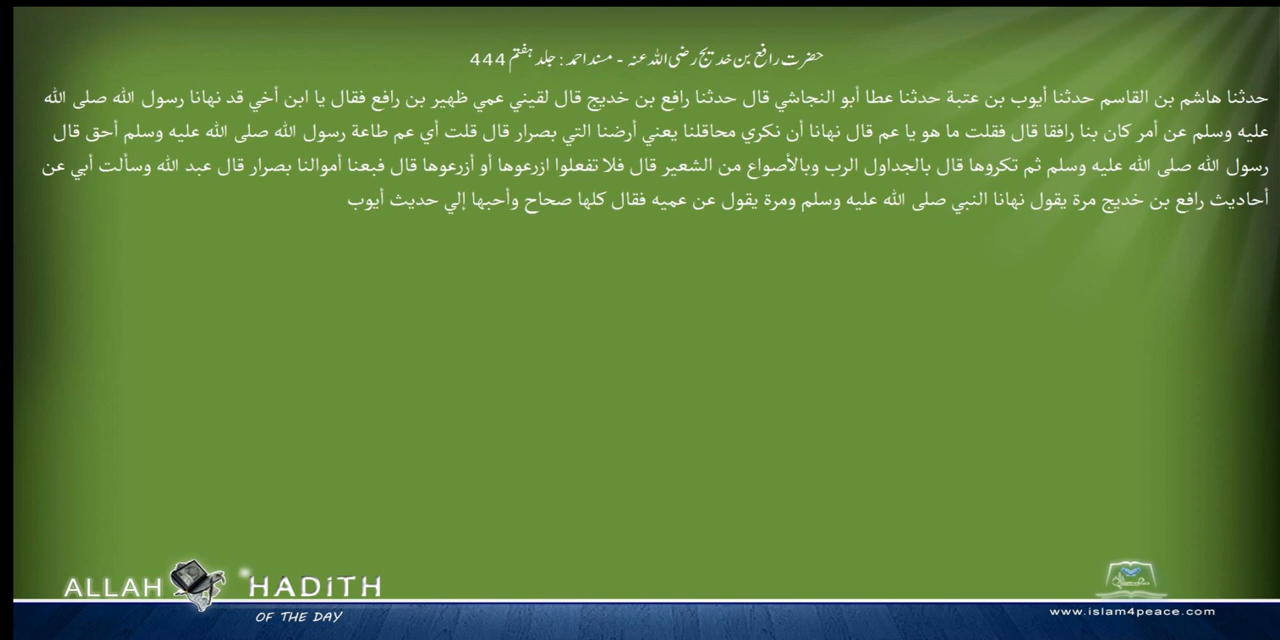 حضرت رافع بن خدیج رضی اللہ عنہ - مسند احمد : جلد ہفتم 444
حدثنا هاشم بن القاسم حدثنا أيوب بن عتبة حدثنا عطا أبو النجاشي قال حدثنا رافع بن خديج قال لقيني عمي ظهير بن رافع فقال يا ابن أخي قد نهانا رسول الله صلى الله
عليه وسلم عن أمر كان بنا رافقا قال فقلت ما هو يا عم قال نهانا أن نكري محاقلنا يعني أرضنا التي بصرار قال قلت أي عم طاعة رسول الله صلى الله عليه وسلم أحق قال
رسول الله صلى الله عليه وسلم ثم تكروها قال بالجداول الرب وبالأصواع من الشعير قال فلا تفعلوا ازرعوها أو أزرعوها قال فبعنا أموالنا بصرار قال عبد الله وسألت أبي عن
أحاديث رافع بن خديج مرة يقول نهانا النبي صلى الله عليه وسلم ومرة يقول عن عميه فقال كلها صحاح وأحبها إلي حديث أيوب
ALLAH HADITH
OF THE DAY
www.islam4peace.com